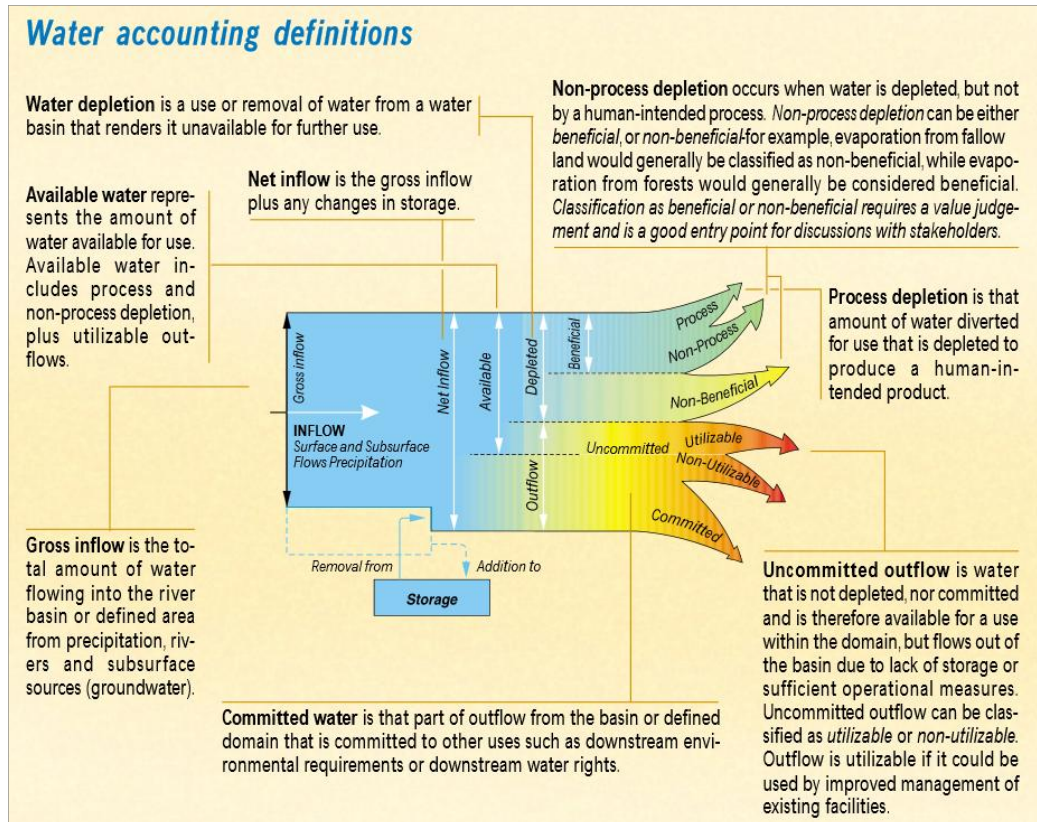 Water accounting definitions
Water depletion is a use or removal of water from a water
basin that renders it unavailable for further use.
Non-process depletion occurs when water is depleted, but not
by a human-intended process. Non-process depletion can be either
beneficial, or non-beneficial-for example, evaporation from fallow
land would generally be classified as non-beneficial, while evapo-
ration from forests would generally be considered beneficial.
Classification as beneficial or non-beneficial requires a value judge-
ment and is a good entry point for discussions with stakeholders.
Net inflow is the gross inflow
plus any changes in storage.
Available water repre-
sents the amount of
water available for use.
Available water in-
cludes process and
non-process depletion,
plus utilizable out-
flows.
Process depletion is that
amount of water diverted
for use that is depleted to
produce a human-in-
tended product.
Gross inflow
INFLOW
Surface and Subsurface
Flows Precipitation
Net Inflow
Available
Depleted
Beneficial
Outflow
Process
Non-Process
Non-Beneficial
Uncommitted
Utilizable
Non-Utilizable
Committed
Removal from
Addition to
Storage
Gross inflow is the to-
tal amount of water
flowing into the river
basin or defined area
from precipitation, riv-
ers and subsurface
sources (groundwater).
Committed water is that part of outflow from the basin or defined
domain that is committed to other uses such as downstream envi-
ronmental requirements or downstream water rights.
Uncommitted outflow is water
that is not depleted, nor committed
and is therefore available for a use
within the domain, but flows out of
the basin due to lack of storage or
sufficient operational measures.
Uncommitted outflow can be clas-
sified as utilizable or non-utilizable.
Outflow is utilizable if it could be
used by improved management of
existing facilities.